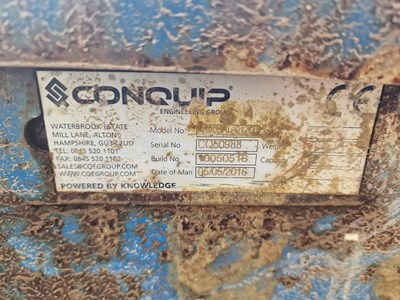 CONQUIP
ENGINEERING GROUP
WATERBROOK ESTATE
MILL LANE, ALTON
HAMPSHIRE, GU34 2UD
TEL: 0845 520 1101
FAX: 0845 520 1102
SALES@CQEGROUP.COM
WWW.CQEGROUP.COM
POWERED BY KNOWLEDGE
Model No
Serial No CQ50988
Build No
Date of Man 05/05/2016
CE